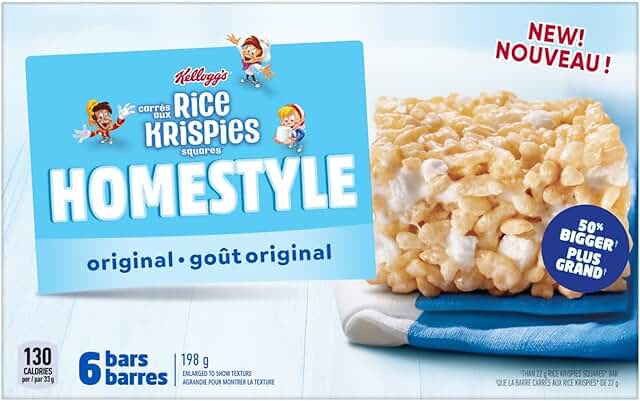 NEW!
NOUVEAU!
Kellogg's
carrés aux RICE
KRISPIES
squares
HOMESTYLE
original • goût original
50%
BIGGER†
PLUS
GRAND†
130
CALORIES
per / par 33 g
6 bars
barres
198 g
ENLARGED TO SHOW TEXTURE
AGRANDIE POUR MONTRER LA TEXTURE
†THAN 22 g RICE KRISPIES SQUARES* BAR
†QUE LA BARRE CARRÉS AUX RICE KRISPIES* DE 22 g